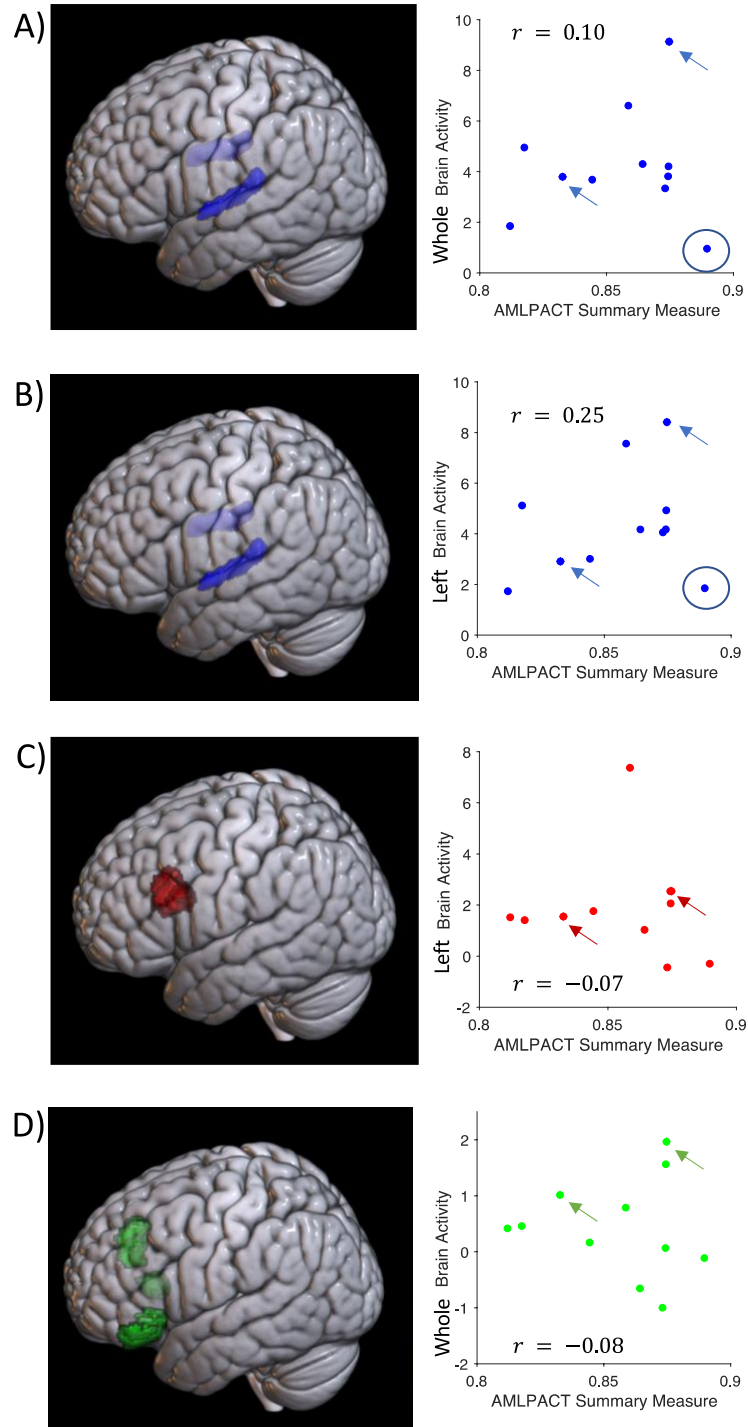 A)
r = 0.10
10
8
6
4
2
0
0.8
0.85
0.9
Whole Brain Activity
AMLPACT Summary Measure
B)
r = 0.25
10
8
6
4
2
0
0.8
0.85
0.9
Left Brain Activity
AMLPACT Summary Measure
C)
8
6
4
2
0
-2
0.8
0.85
0.9
Left Brain Activity
r = −0.07
AMLPACT Summary Measure
D)
2
1
0
-1
-2
0.8
0.85
0.9
Whole Brain Activity
r = −0.08
AMLPACT Summary Measure